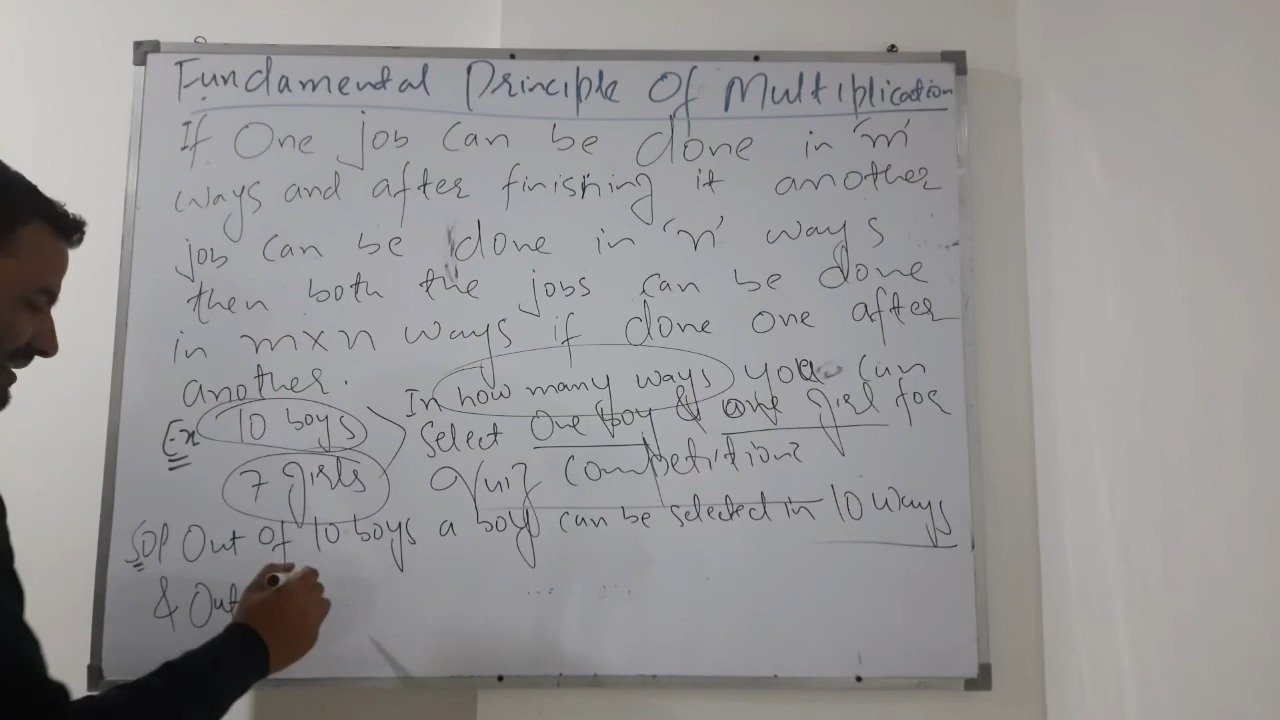 Fundamental Principle Of Multiplication
If One job can be done in 'm'
ways and after finishing it another
job can be done in 'n' ways
then both the jobs can be done
in m×n ways if done one after
another.
Ex 10 boys
7 girls
In how many ways you can
Select One boy & one girl for
quiz competition?
Sol Out of 10 boys a boy can be selected in 10 ways
& Out